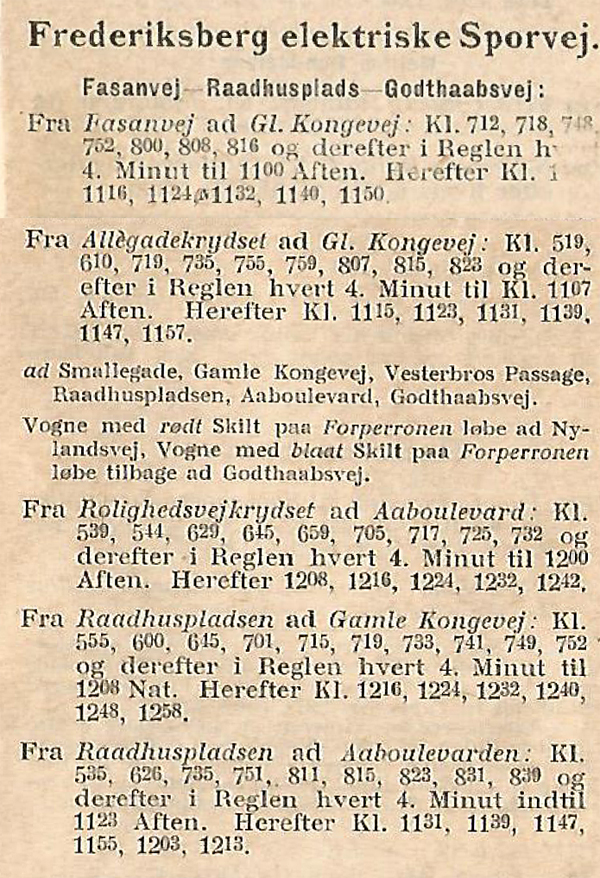 Frederiksberg elektriske Sporvej.
Fasanvej—Raadhusplads—Godthaabsvej:
Fra Fasanvej ad Gl. Kongevej: Kl. 712, 718, 748,
752, 800, 808, 816 og derefter i Reglen
4. Minut til 1100 Aften. Herefter Kl.
1116, 1124, 1132, 1140, 1150.
Fra Allègadekrydset ad Gl. Kongevej: Kl. 519,
610, 719, 735, 755, 759, 807, 815, 823 og der-
efter i Reglen hvert 4. Minut til Kl. 1107
Aften. Herefter Kl. 1115, 1123, 1131, 1139,
1147, 1157.
ad Smallegade, Gamle Kongevej, Vesterbros Passage,
Raadhuspladsen, Aaboulevard, Godthaabsvej.
Vogne med rødt Skilt paa Forperronen løbe ad Ny-
landsvej, Vogne med blaat Skilt paa Forperronen
løbe tilbage ad Godthaabsvej.
Fra Rolighedsvejkrydset ad Aaboulevard: Kl.
539, 544, 629, 645, 659, 705, 717, 725, 732 og
derefter i Reglen hvert 4. Minut til 1200
Aften. Herefter 1208, 1216, 1224, 1232, 1242.
Fra Raadhuspladsen ad Gamle Kongevej: Kl.
555, 600, 645, 701, 715, 719, 733, 741, 749, 752
og derefter i Reglen hvert 4. Minut til
1208 Nat. Herefter Kl. 1216, 1224, 1232, 1240,
1248, 1258.
Fra Raadhuspladsen ad Aaboulevarden: Kl.
535, 626, 735, 751, 811, 815, 823, 831, 839 og
derefter i Reglen hvert 4. Minut indtil
1123 Aften. Herefter Kl. 1131, 1139, 1147,
1155, 1203, 1213.